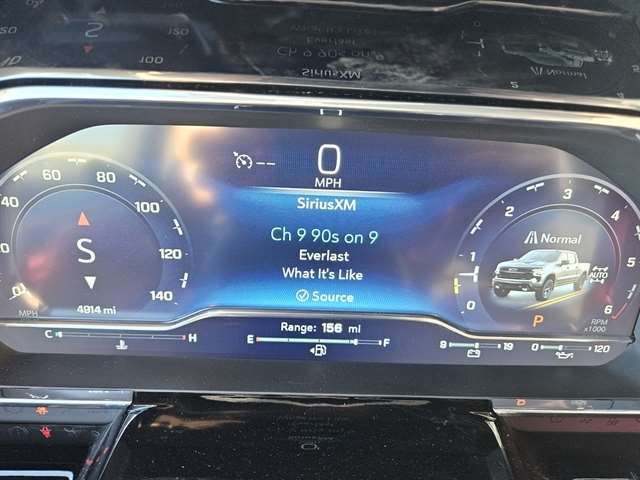 0
MPH
SiriusXM
Ch 9 90s on 9
Everlast
What It's Like
Source
40 60 80 100 120 140
S
4914 mi
MPH
0 1 2 3 4 5 6
Normal
AUTO
P
RPM
x1000
C H
Range: 156 mi
E F
9 19
0 120
P